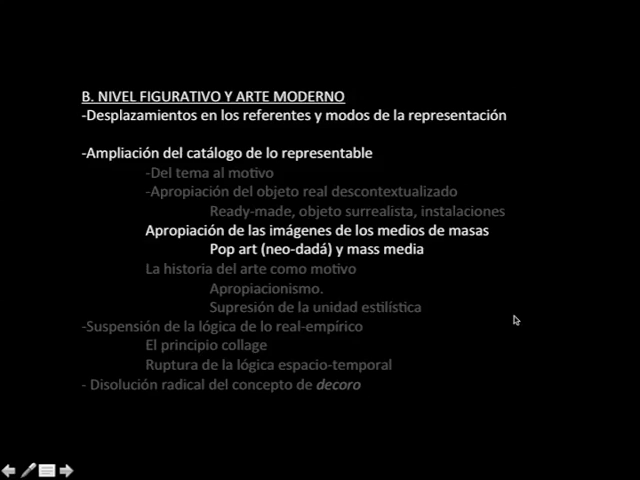 B. NIVEL FIGURATIVO Y ARTE MODERNO
-Desplazamientos en los referentes y modos de la representación
-Ampliación del catálogo de lo representable
-Del tema al motivo
-Apropiación del objeto real descontextualizado
Ready-made, objeto surrealista, instalaciones
Apropiación de las imágenes de los medios de masas
Pop art (neo-dadá) y mass media
La historia del arte como motivo
Apropiacionismo.
Supresión de la unidad estilística
-Suspensión de la lógica de lo real-empírico
El principio collage
Ruptura de la lógica espacio-temporal
- Disolución radical del concepto de decoro